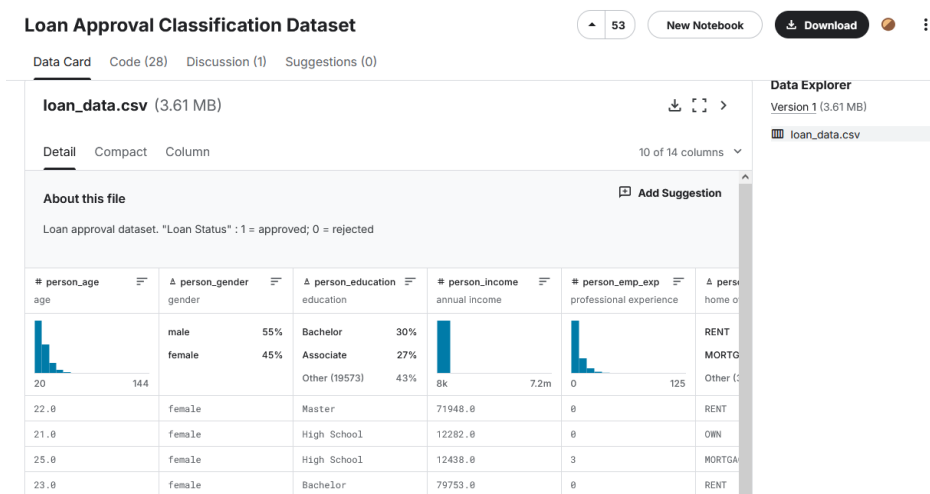 Loan Approval Classification Dataset
53
New Notebook
Download
Data Card Code (28) Discussion (1) Suggestions (0)
loan_data.csv (3.61 MB)
Data Explorer
Version 1 (3.61 MB)
loan_data.csv
Detail Compact Column
10 of 14 columns
About this file
Add Suggestion
Loan approval dataset. "Loan Status" : 1 = approved; 0 = rejected
# person_age person_gender person_education # person_income # person_emp_exp
age gender education annual income professional experience
male 55% Bachelor 30% RENT
female 45% Associate 27%
Other (19573) 43%
20 144 8k 7.2m 0 125
22.0 female Master 71948.0 0 RENT
21.0 female High School 12282.0 0 OWN
25.0 female High School 12438.0 3
23.0 female Bachelor 79753.0 0 RENT